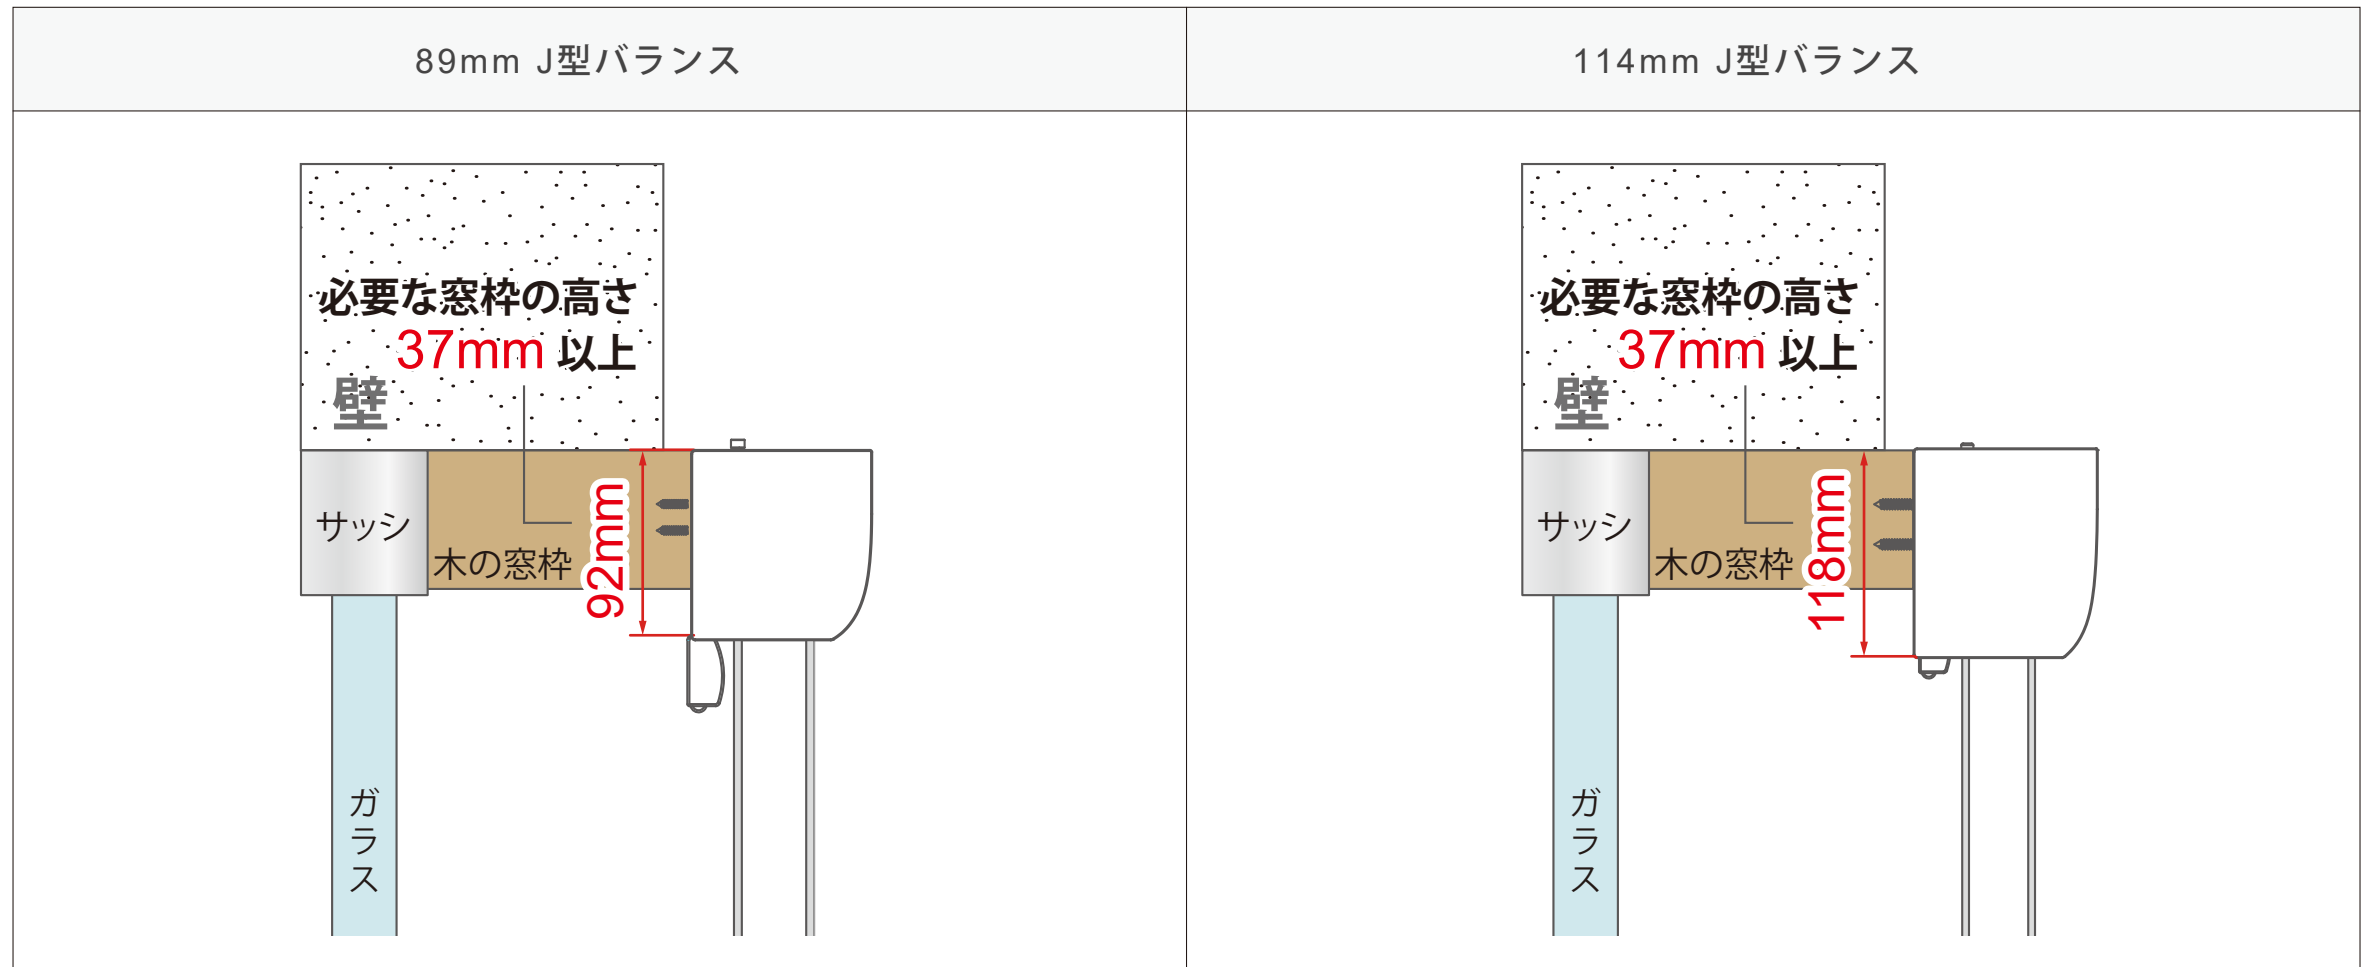 89mm J型バランス
114mm J型バランス
必要な窓枠の高さ
37mm 以上
壁
サッシ
木の窓枠
92mm
ガラス
必要な窓枠の高さ
37mm 以上
壁
サッシ
木の窓枠
118mm
ガラス